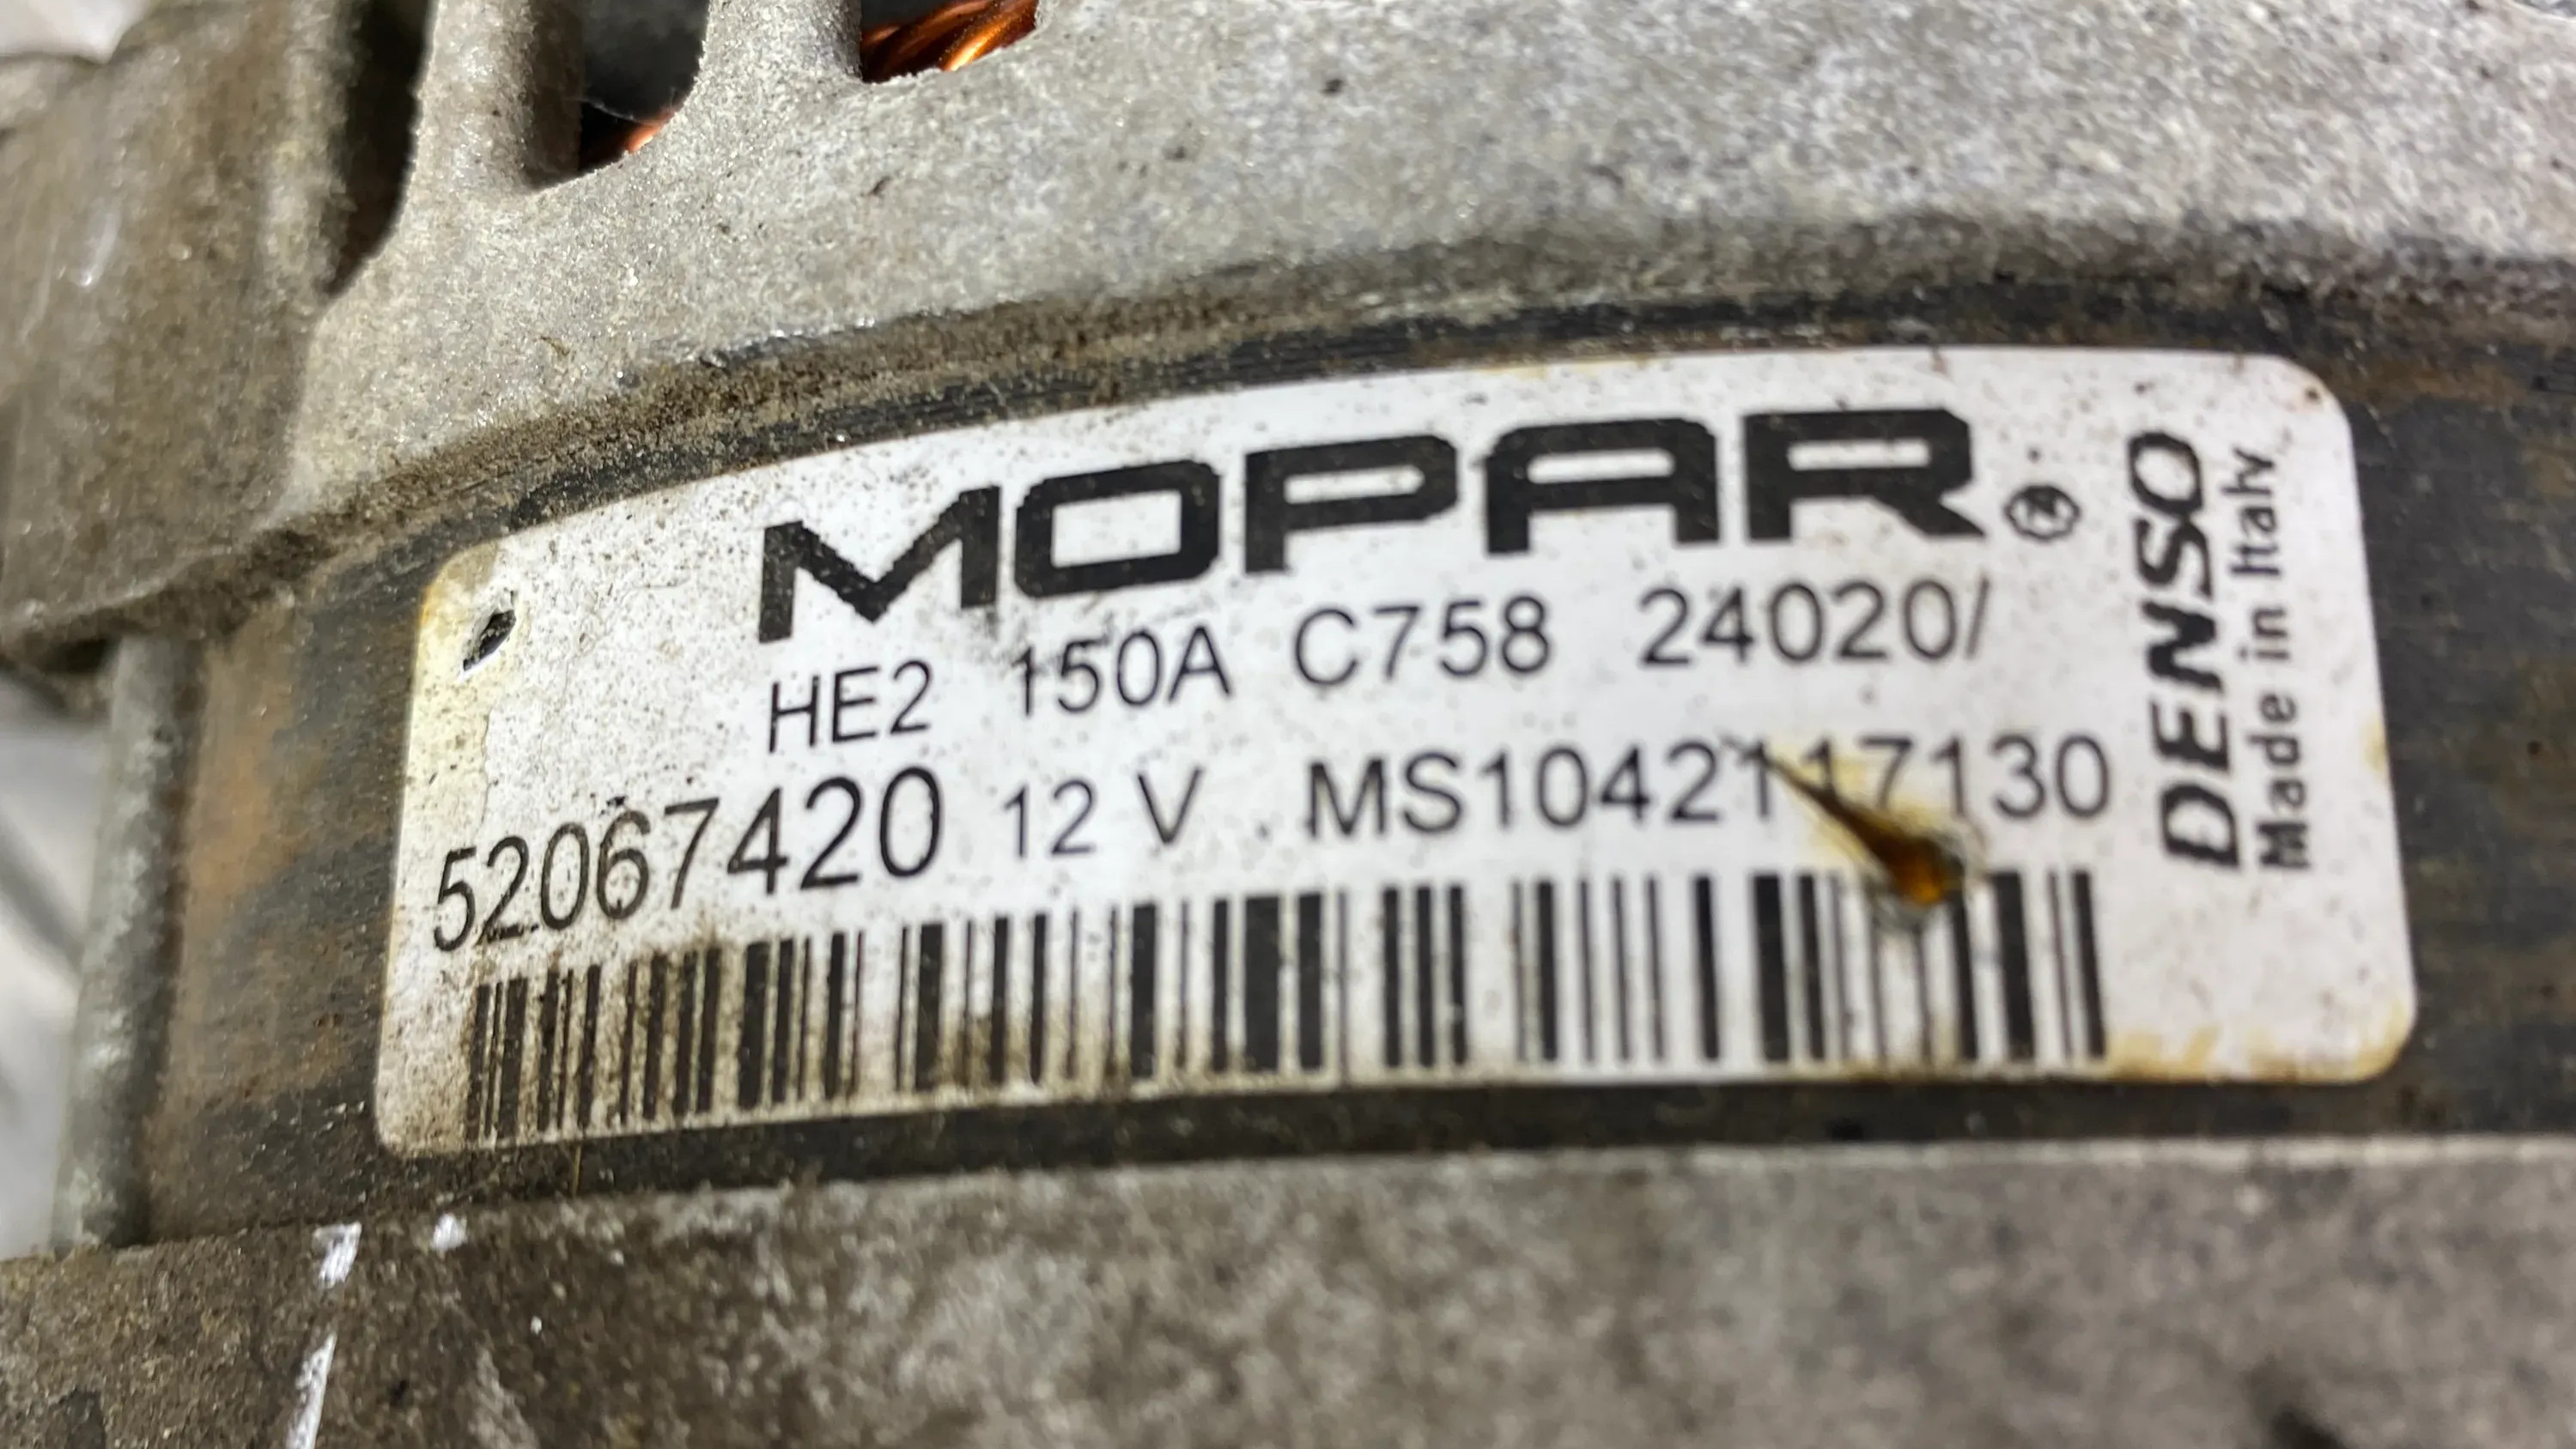 MOPAR®
HE2 150A C758 24020/
52067420 12 V MS1042117130
DENSO
Made in Italy